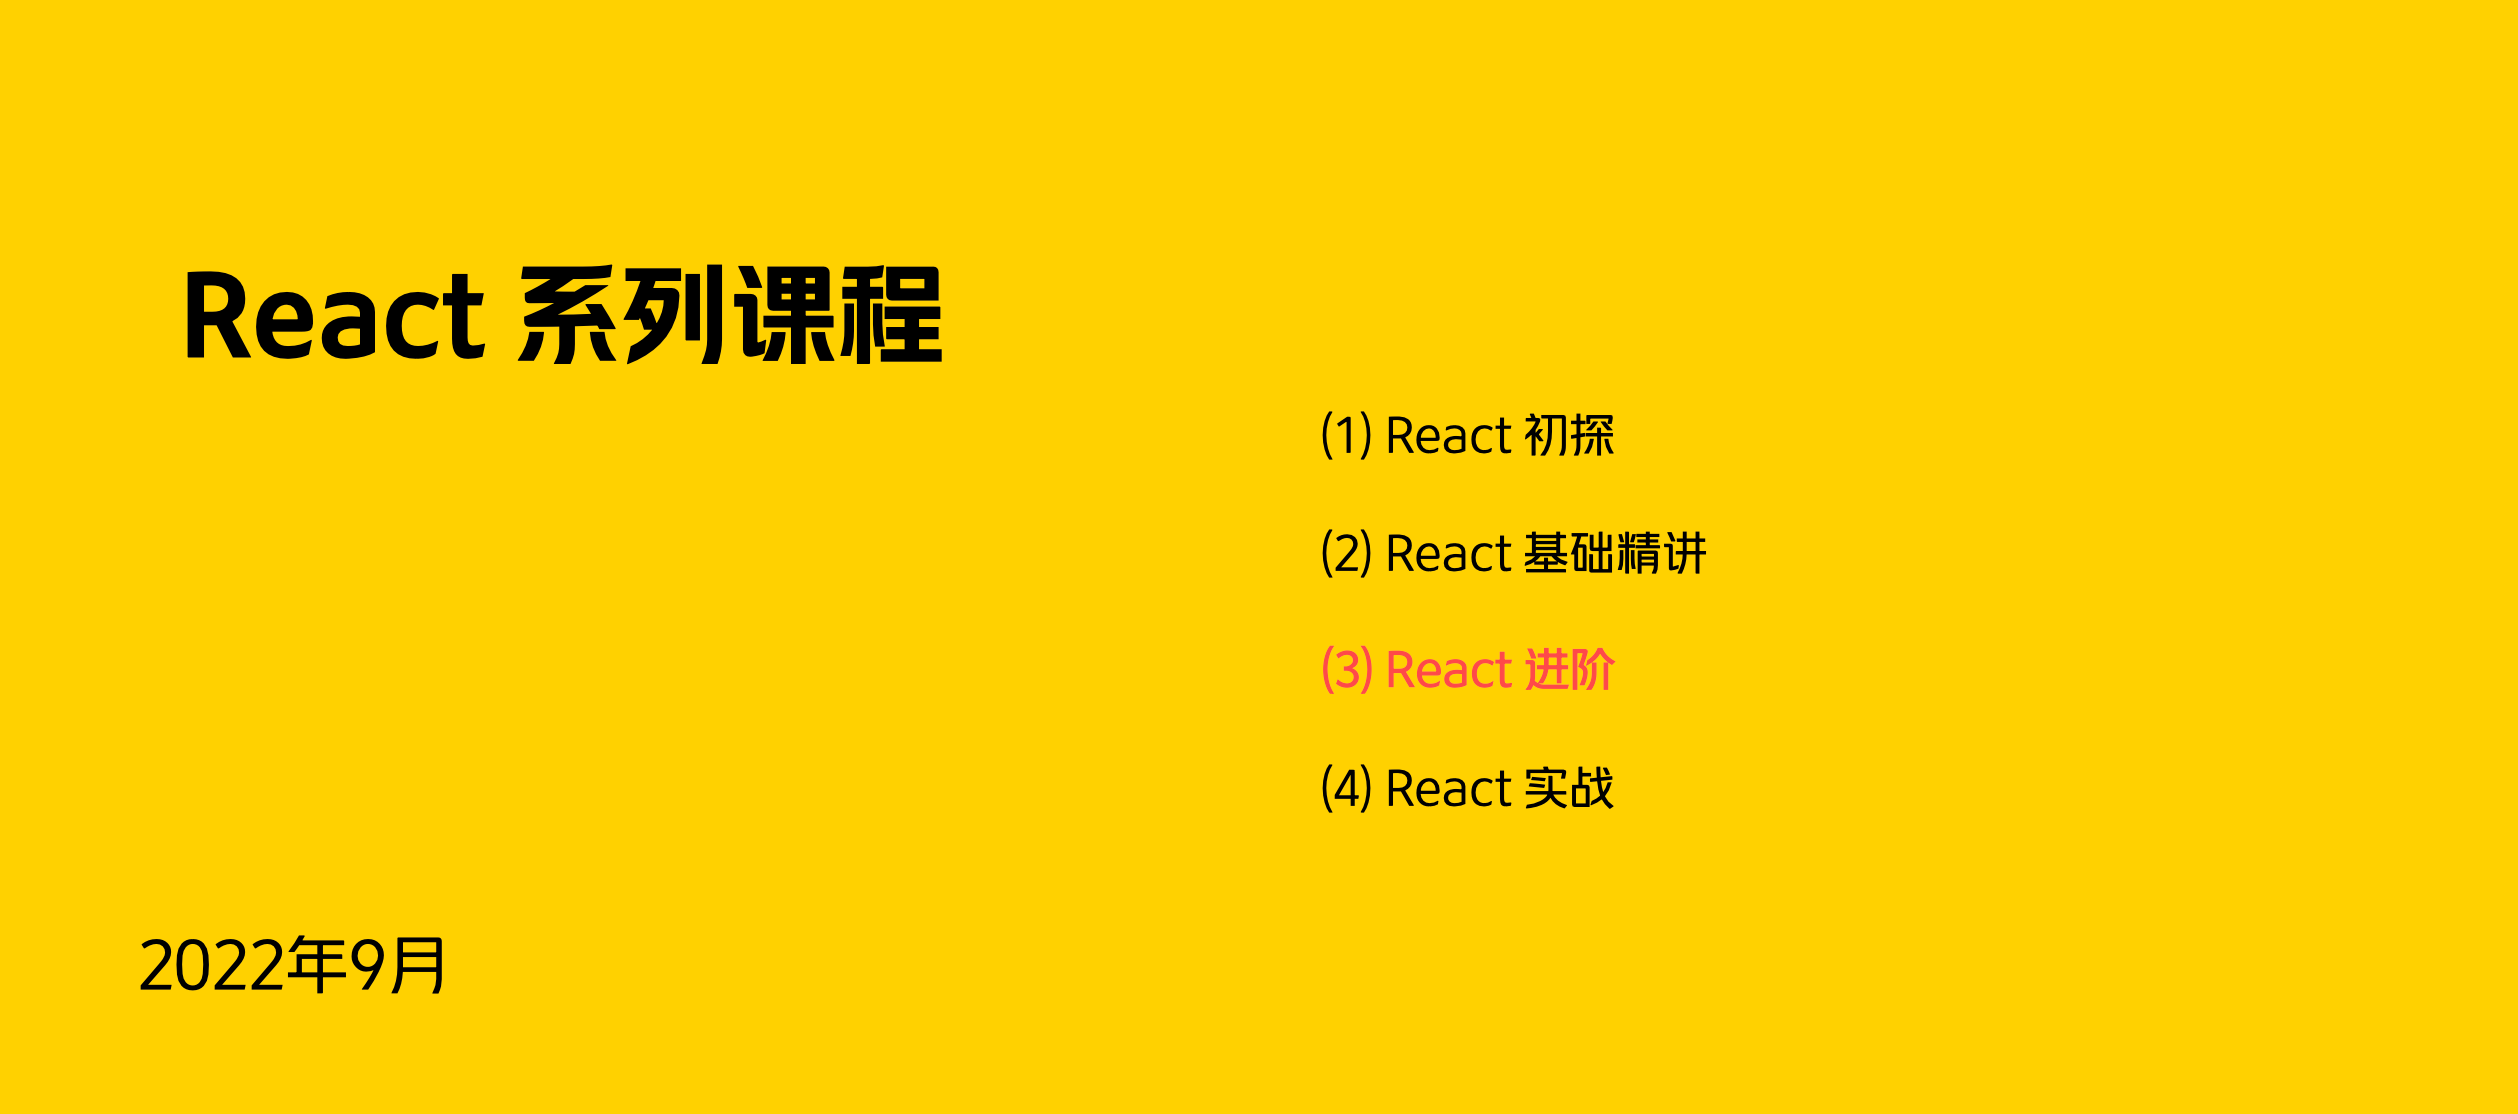 React 系列课程
(1) React 初探
(2) React 基础精讲
(3) React 进阶
(4) React 实战
2022年9月